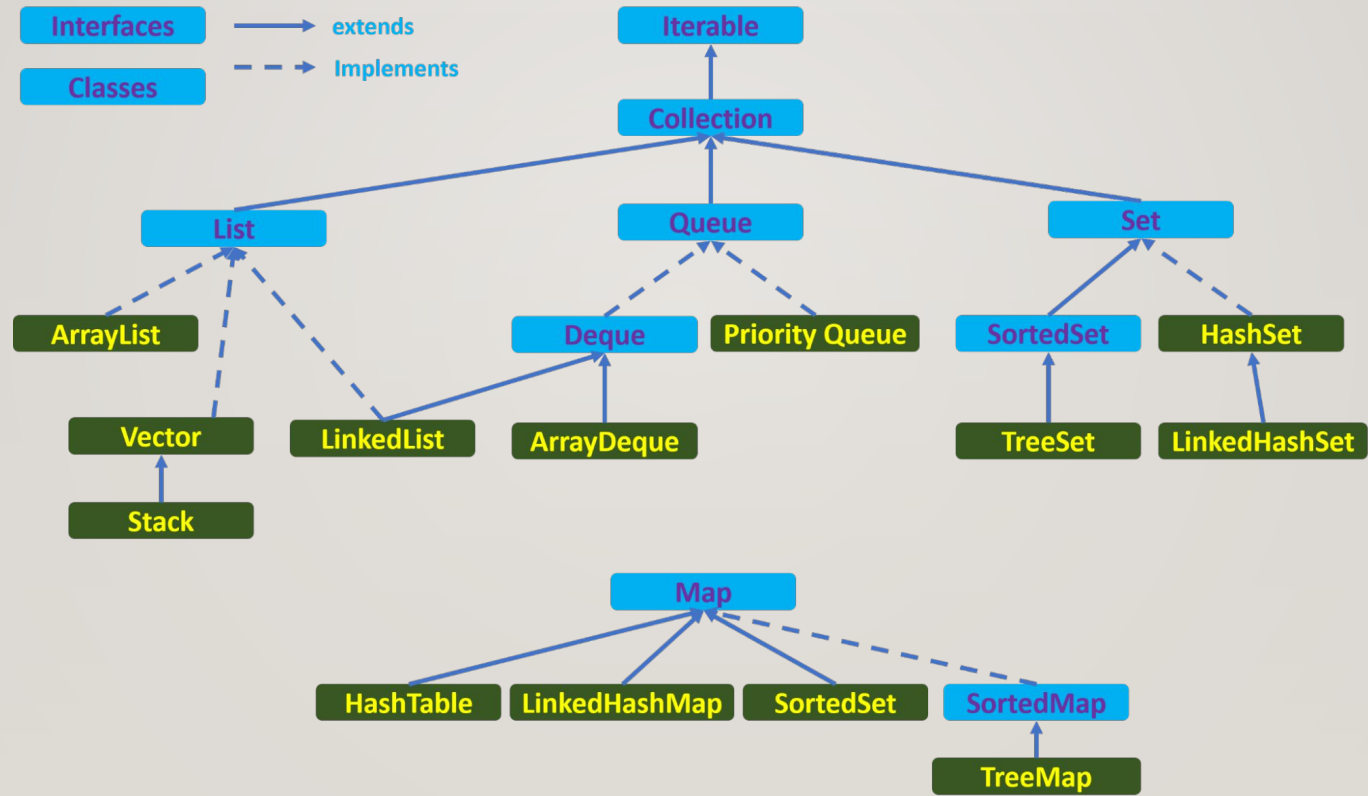 Interfaces
extends
Iterable
Implements
Classes
Collection
List
Queue
Set
ArrayList
Deque
Priority Queue
SortedSet
HashSet
Vector
LinkedList
ArrayDeque
TreeSet
LinkedHashSet
Stack
Map
HashTable
LinkedHashMap
SortedSet
SortedMap
TreeMap